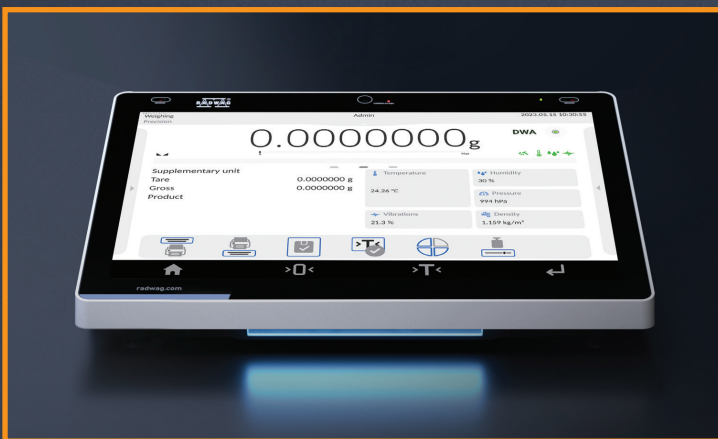 RADWAG
Weighing
Precision
Admin
2023.05.15 10:30:55
0.0000000 g
DWA
Max
Supplementary unit
Tare 0.0000000 g
Gross 0.0000000 g
Product
Temperature
24.26 °C
Humidity
30 %
Pressure
994 hPa
Vibrations
21.3 %
Density
1.159 kg/m³
>T<
>0<
>T<
radwag.com